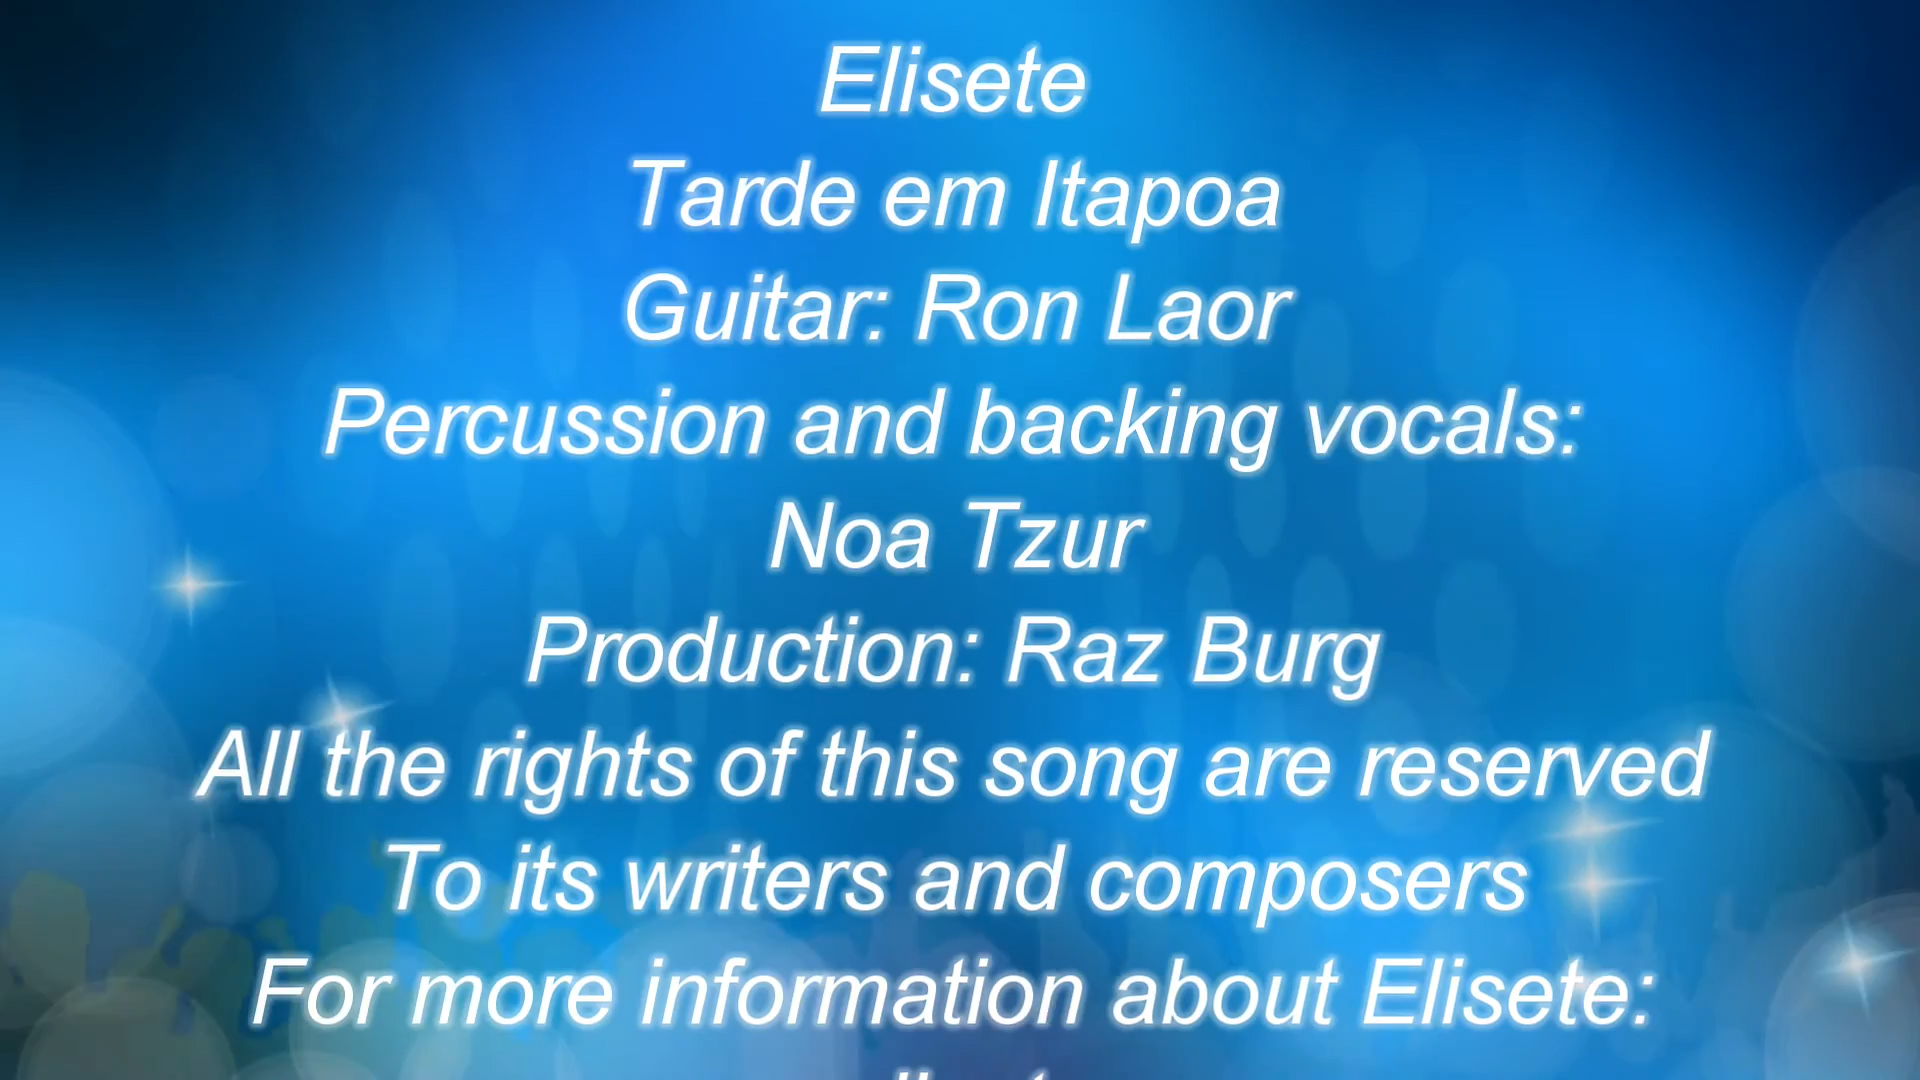 Elisete
Tarde em Itapoa
Guitar: Ron Laor
Percussion and backing vocals:
Noa Tzur
Production: Raz Burg
All the rights of this song are reserved
To its writers and composers
For more information about Elisete: